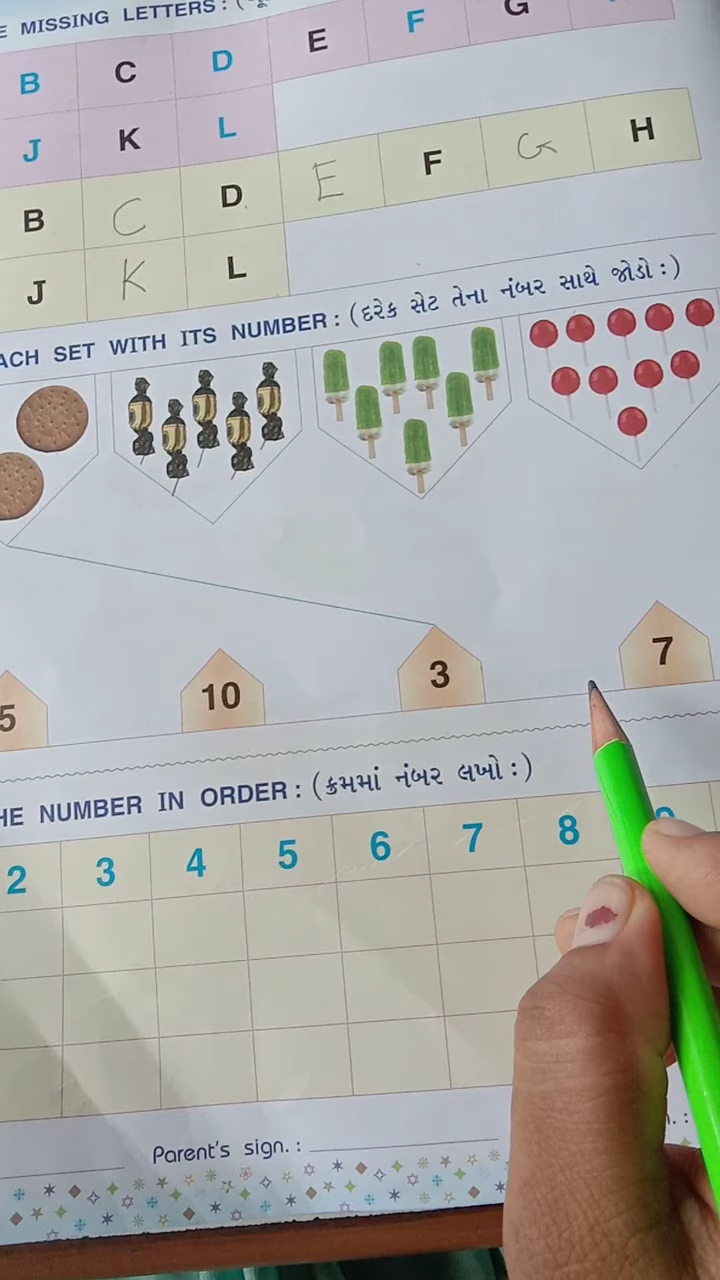 E MISSING LETTERS : (
B C D E F G
J K L
B C D E F G H
J K L
ACH SET WITH ITS NUMBER : (દરેક સેટ તેના નંબર સાથે જોડો :)
5 10 3 7
HE NUMBER IN ORDER : (ક્રમમાં નંબર લખો :)
2 3 4 5 6 7 8
Parent's sign. :